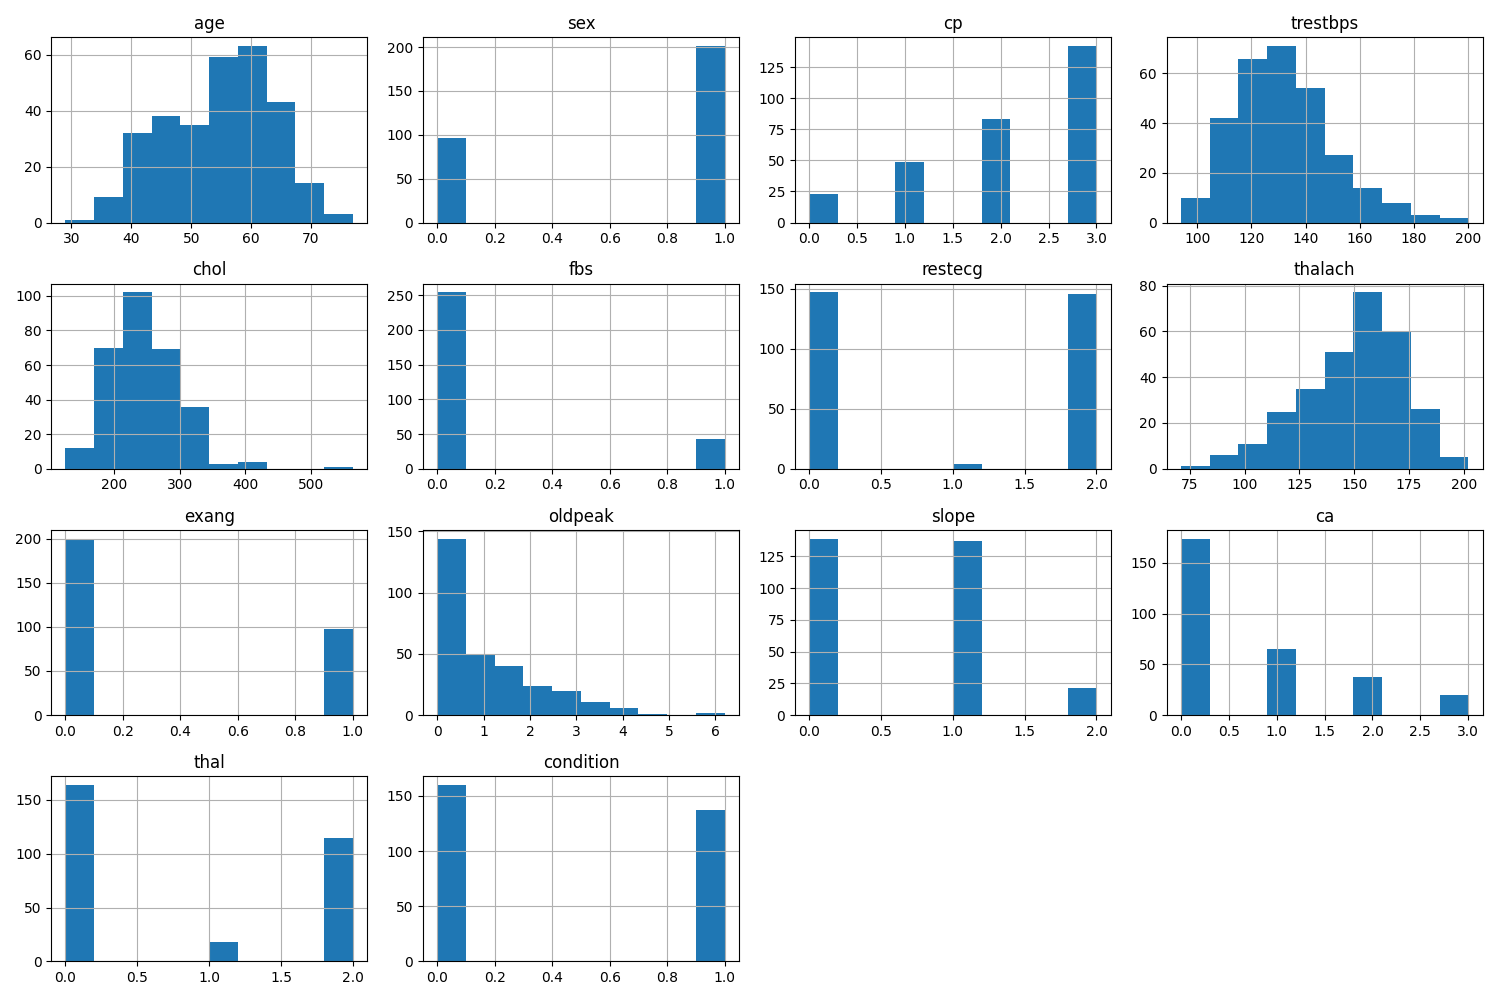 age sex cp trestbps
60 40 20 0 200 150 100 50 0 125 100 75 50 25 0 60 40 20 0
30 40 50 60 70 0.0 0.2 0.4 0.6 0.8 1.0 0.0 0.5 1.0 1.5 2.0 2.5 3.0 100 120 140 160 180 200
chol fbs restecg thalach
100 80 60 40 20 0 250 200 150 100 50 0 150 100 50 0 80 60 40 20 0
200 300 400 500 0.0 0.2 0.4 0.6 0.8 1.0 0.0 0.5 1.0 1.5 2.0 75 100 125 150 175 200
exang oldpeak slope ca
200 150 100 50 0 150 100 50 0 125 100 75 50 25 0 150 100 50 0
0.0 0.2 0.4 0.6 0.8 1.0 0 1 2 3 4 5 6 0.0 0.5 1.0 1.5 2.0 0.0 0.5 1.0 1.5 2.0 2.5 3.0
thal condition
150 100 50 0 150 100 50 0
0.0 0.5 1.0 1.5 2.0 0.0 0.2 0.4 0.6 0.8 1.0